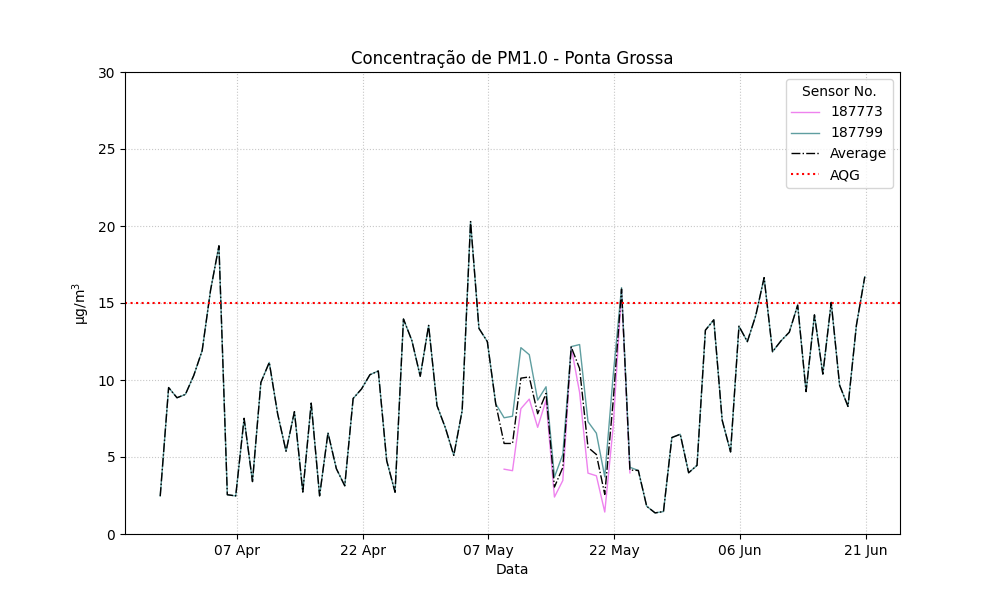 Concentração de PM1.0 - Ponta Grossa
30
25
20
15
10
5
0
µg/m³
Sensor No.
187773
187799
Average
AQG
07 Apr
22 Apr
07 May
22 May
06 Jun
21 Jun
Data